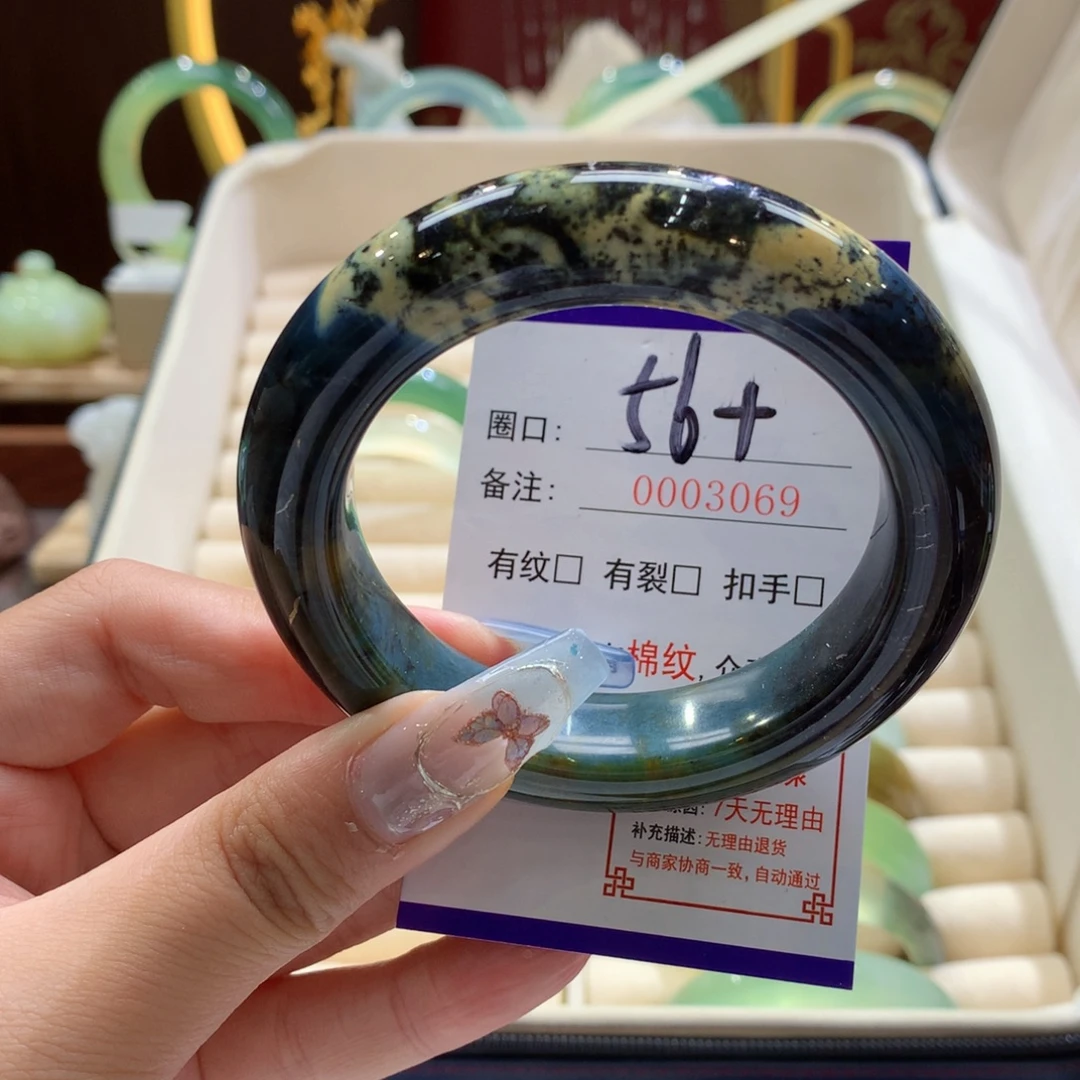 圈口: 56+
备注: 0003069
有纹□ 有裂□ 扣手□
棉纹,
7天无理由
补充描述:无理由退货
与商家协商一致,自动通过